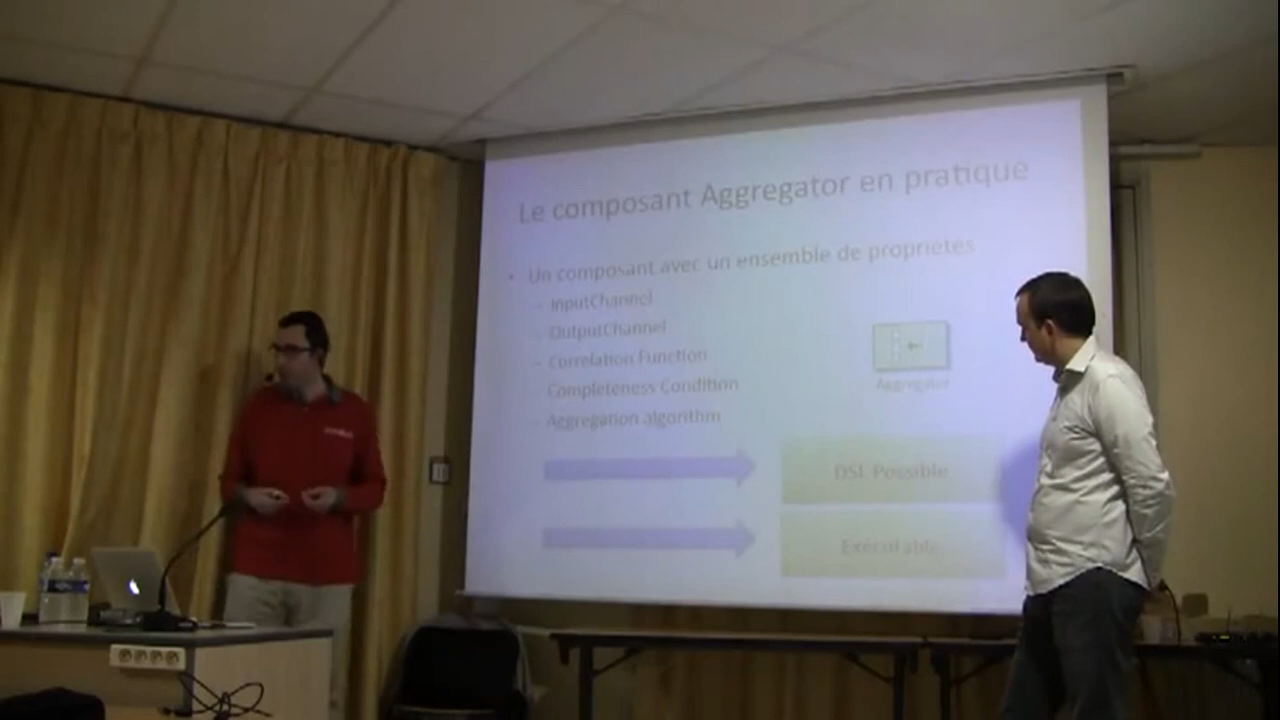 Le composant Aggregator en pratique
• Un composant avec un ensemble de propriétés
– InputChannel
– OutputChannel
– Correlation Function
– Completeness Condition
– Aggregation algorithm
Aggregator
DSL Possible
Exécutable